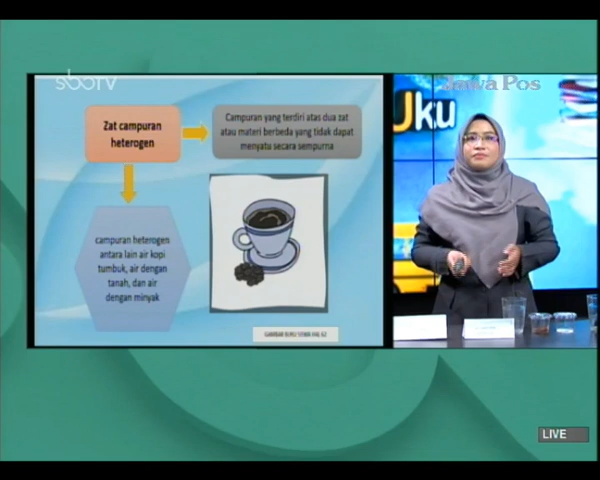 sbotv
Jawa Pos
Uku
Zat campuran
heterogen
Campuran yang terdiri atas dua zat
atau materi berbeda yang tidak dapat
menyatu secara sempurna
campuran heterogen
antara lain air kopi
tumbuk, air dengan
tanah, dan air
dengan minyak
GAMBAR BUKU SISWA HAL 62
LIVE